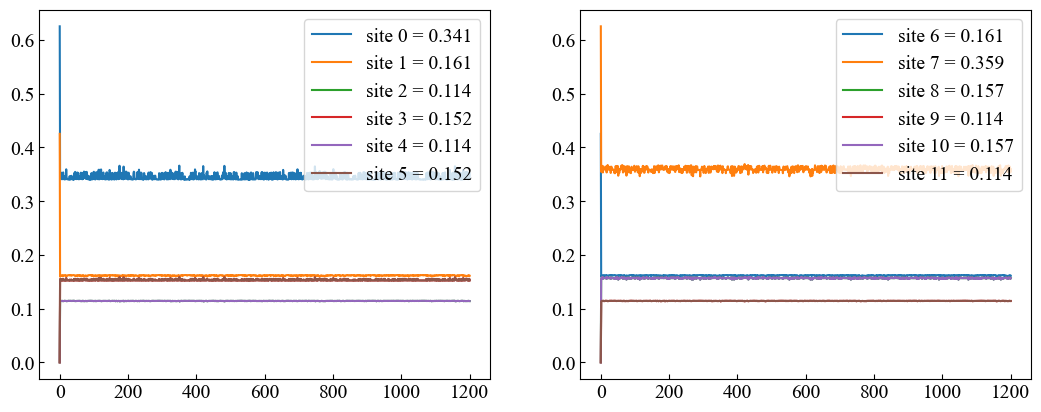 0.6
0.5
0.4
0.3
0.2
0.1
0.0
0 200 400 600 800 1000 1200
site 0 = 0.341
site 1 = 0.161
site 2 = 0.114
site 3 = 0.152
site 4 = 0.114
site 5 = 0.152
0.6
0.5
0.4
0.3
0.2
0.1
0.0
0 200 400 600 800 1000 1200
site 6 = 0.161
site 7 = 0.359
site 8 = 0.157
site 9 = 0.114
site 10 = 0.157
site 11 = 0.114